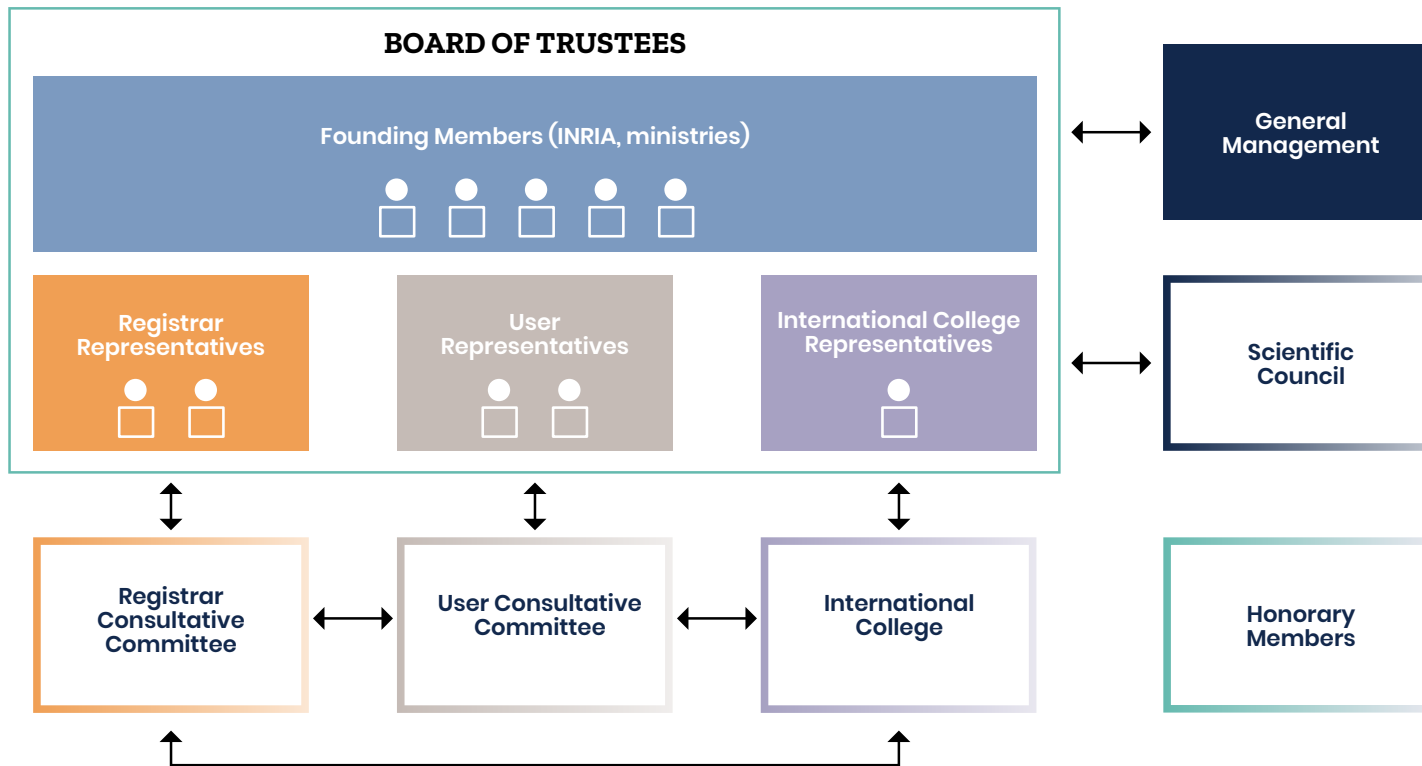 BOARD OF TRUSTEES
Founding Members (INRIA, ministries)
General
Management
Registrar
Representatives
User
Representatives
International College
Representatives
Scientific
Council
Registrar
Consultative
Committee
User Consultative
Committee
International
College
Honorary
Members